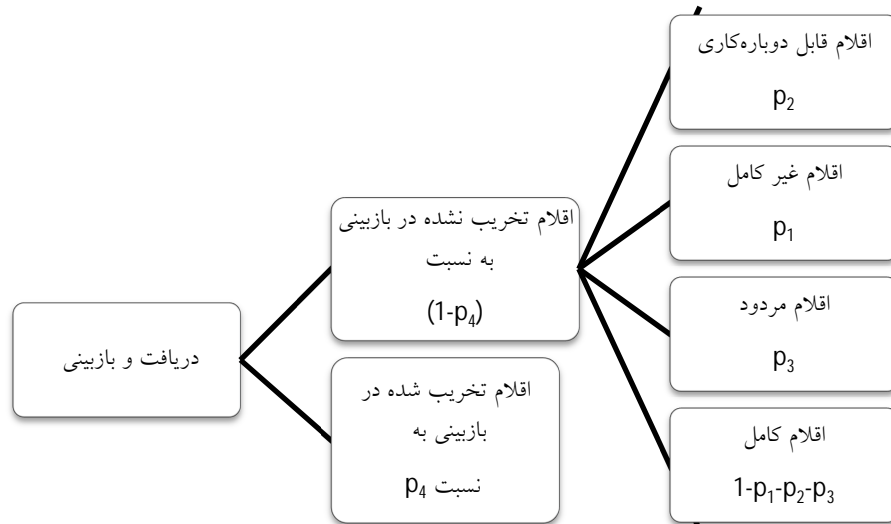 دریافت و بازبینی
اقلام تخریب نشده در بازبینی
به نسبت
(1-p₄)
اقلام تخریب شده در
بازبینی به
نسبت p₄
اقلام قابل دوباره‌کاری
p₂
اقلام غیر کامل
p₁
اقلام مردود
p₃
اقلام کامل
1-p₁-p₂-p₃